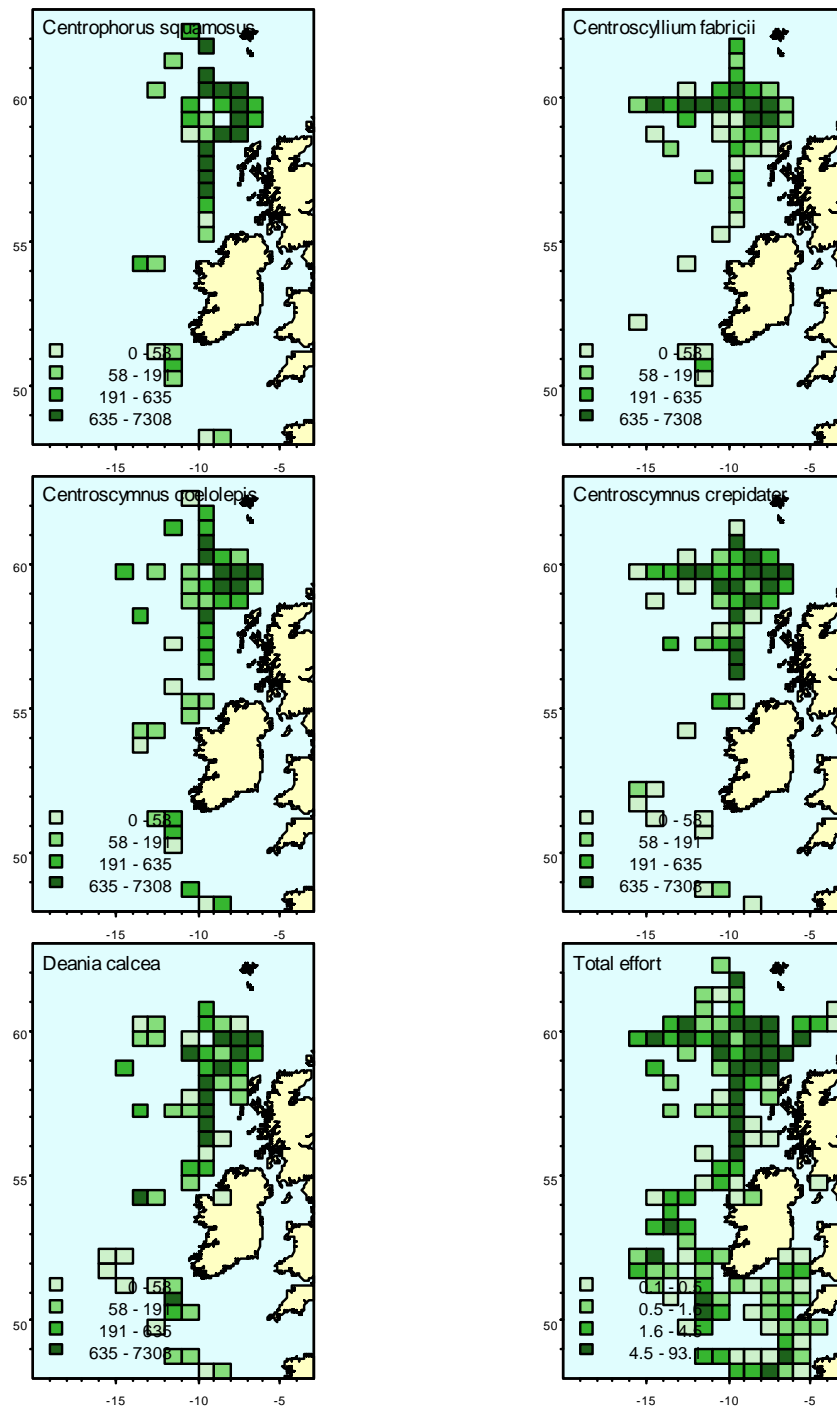 Centrophorus squamosus
60
55
50
0 - 58
58 - 191
191 - 635
635 - 7308
-15
-10
-5
Centroscyllium fabricii
60
55
50
0 - 58
58 - 191
191 - 635
635 - 7308
-15
-10
-5
Centroscymnus coelolepis
60
55
50
0 - 58
58 - 191
191 - 635
635 - 7308
-15
-10
-5
Centroscymnus crepidater
60
55
50
0 - 58
58 - 191
191 - 635
635 - 7308
-15
-10
-5
Deania calcea
60
55
50
0 - 58
58 - 191
191 - 635
635 - 7308
-15
-10
-5
Total effort
60
55
50
0.1 - 0.5
0.5 - 1.6
1.6 - 4.5
4.5 - 93.1
-15
-10
-5